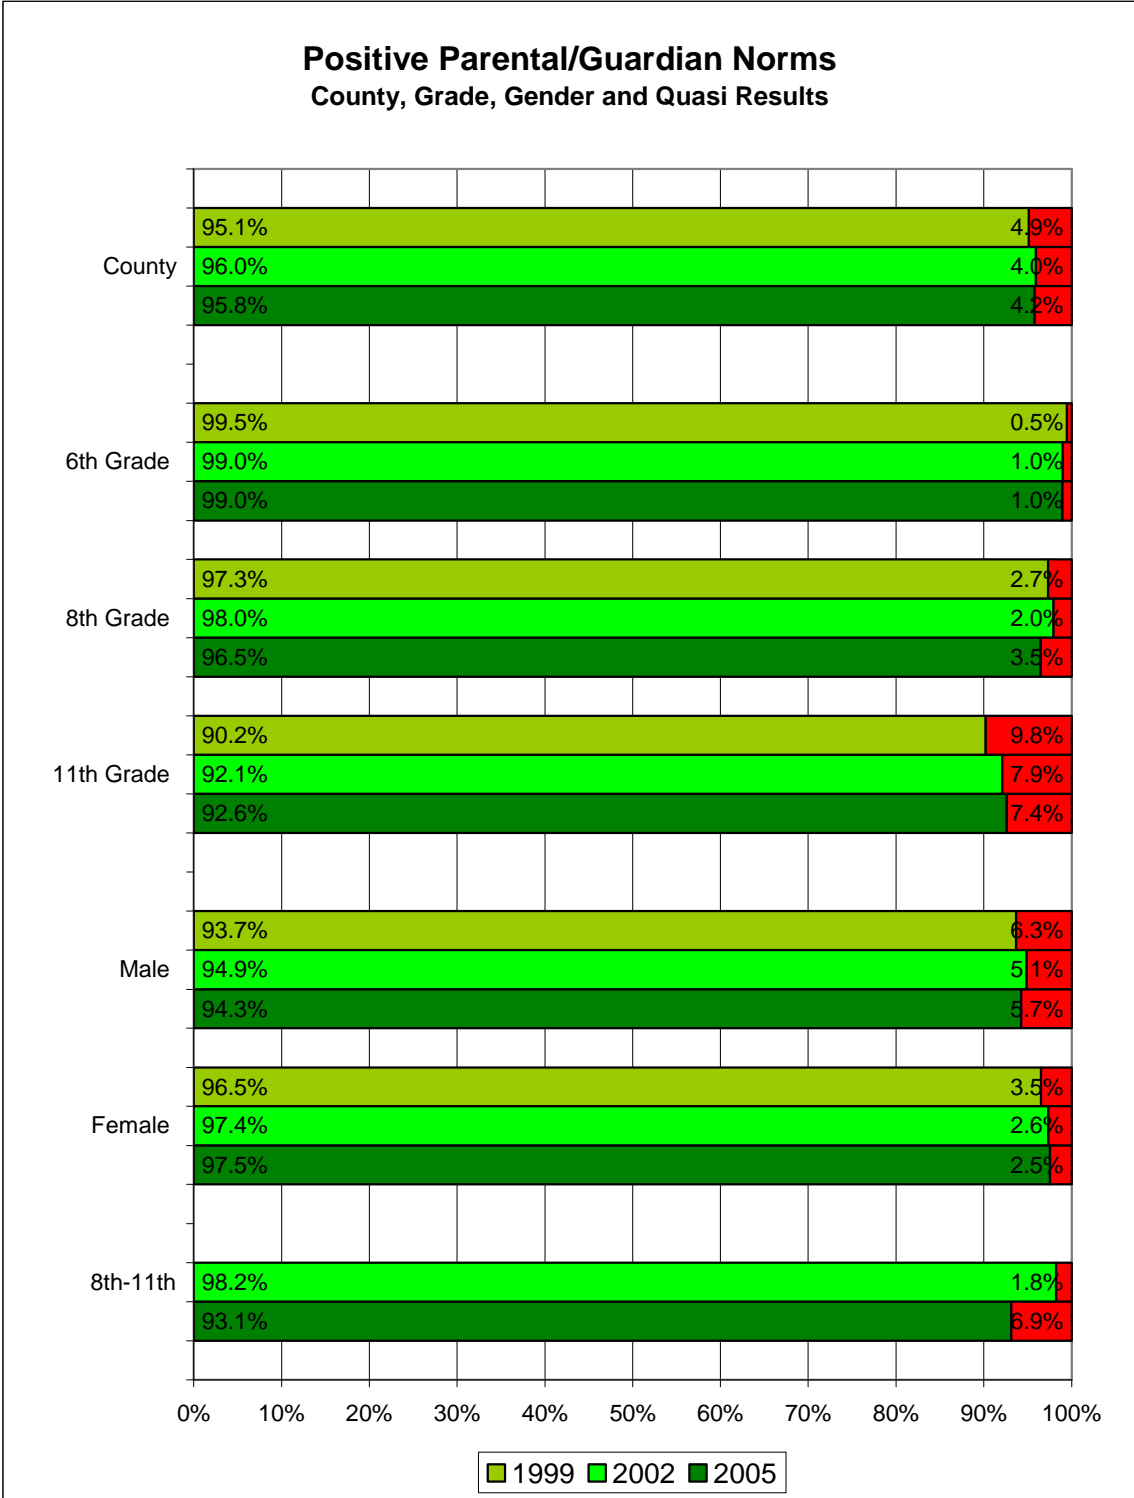 Positive Parental/Guardian Norms
County, Grade, Gender and Quasi Results
95.1% 4.9%
County 96.0% 4.0%
95.8% 4.2%
99.5% 0.5%
6th Grade 99.0% 1.0%
99.0% 1.0%
97.3% 2.7%
8th Grade 98.0% 2.0%
96.5% 3.5%
90.2% 9.8%
11th Grade 92.1% 7.9%
92.6% 7.4%
93.7% 6.3%
Male 94.9% 5.1%
94.3% 5.7%
96.5% 3.5%
Female 97.4% 2.6%
97.5% 2.5%
8th-11th 98.2% 1.8%
93.1% 6.9%
0% 10% 20% 30% 40% 50% 60% 70% 80% 90% 100%
1999 2002 2005